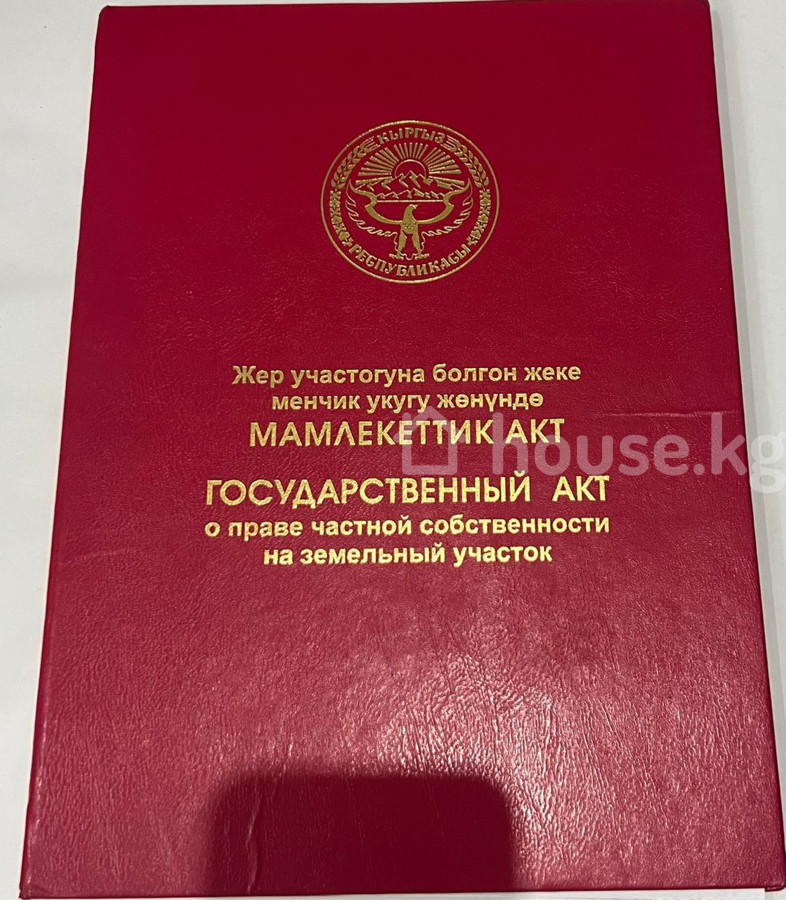 КЫРГЫЗ
РЕСПУБЛИКАСЫ
Жер участогуна болгон жеке
менчик укугу жөнүндө
МАМЛЕКЕТТИК АКТ
house.kg
ГОСУДАРСТВЕННЫЙ АКТ
о праве частной собственности
на земельный участок